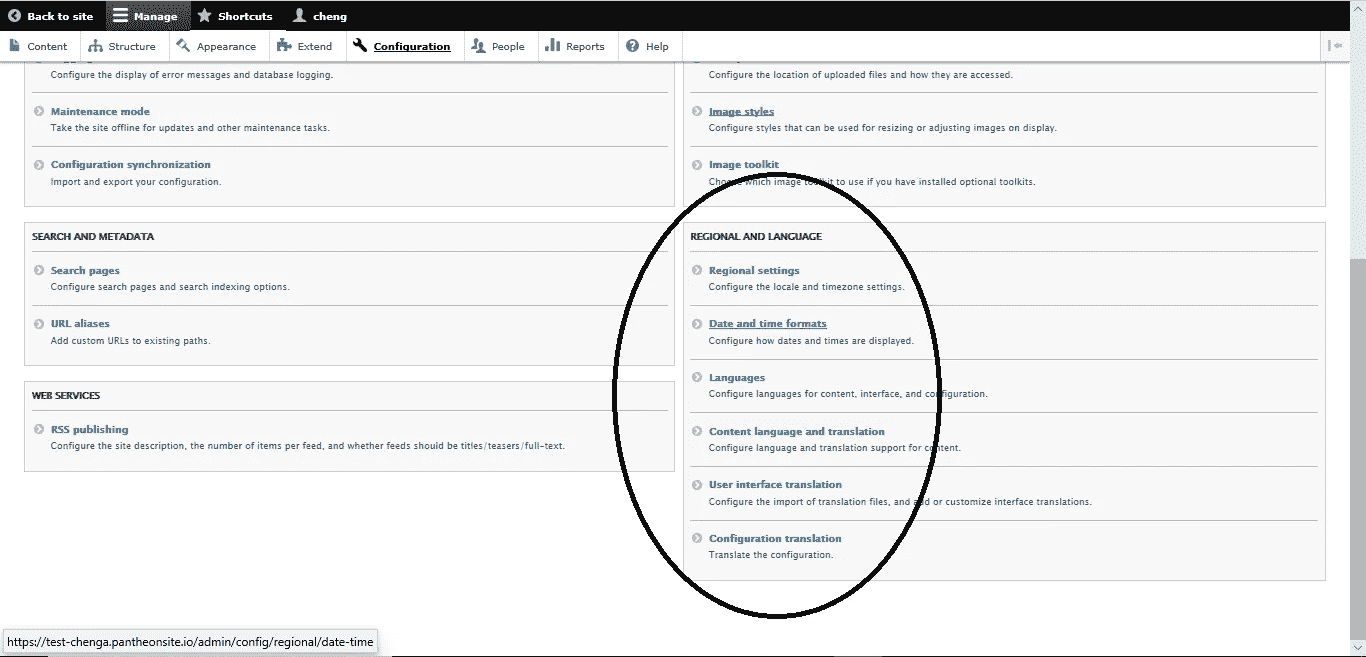 Back to site Manage Shortcuts cheng
Content Structure Appearance Extend Configuration People Reports Help
Configure the display of error messages and database logging.
Maintenance mode
Take the site offline for updates and other maintenance tasks.
Configuration synchronization
Import and export your configuration.
SEARCH AND METADATA
Search pages
Configure search pages and search indexing options.
URL aliases
Add custom URLs to existing paths.
WEB SERVICES
RSS publishing
Configure the site description, the number of items per feed, and whether feeds should be titles/teasers/full-text.
Configure the location of uploaded files and how they are accessed.
Image styles
Configure styles that can be used for resizing or adjusting images on display.
Image toolkit
Choose which image toolkit to use if you have installed optional toolkits.
REGIONAL AND LANGUAGE
Regional settings
Configure the locale and timezone settings.
Date and time formats
Configure how dates and times are displayed.
Languages
Configure languages for content, interface, and configuration.
Content language and translation
Configure language and translation support for content.
User interface translation
Configure the import of translation files, and add or customize interface translations.
Configuration translation
Translate the configuration.
https://test-chenga.pantheonsite.io/admin/config/regional/date-time